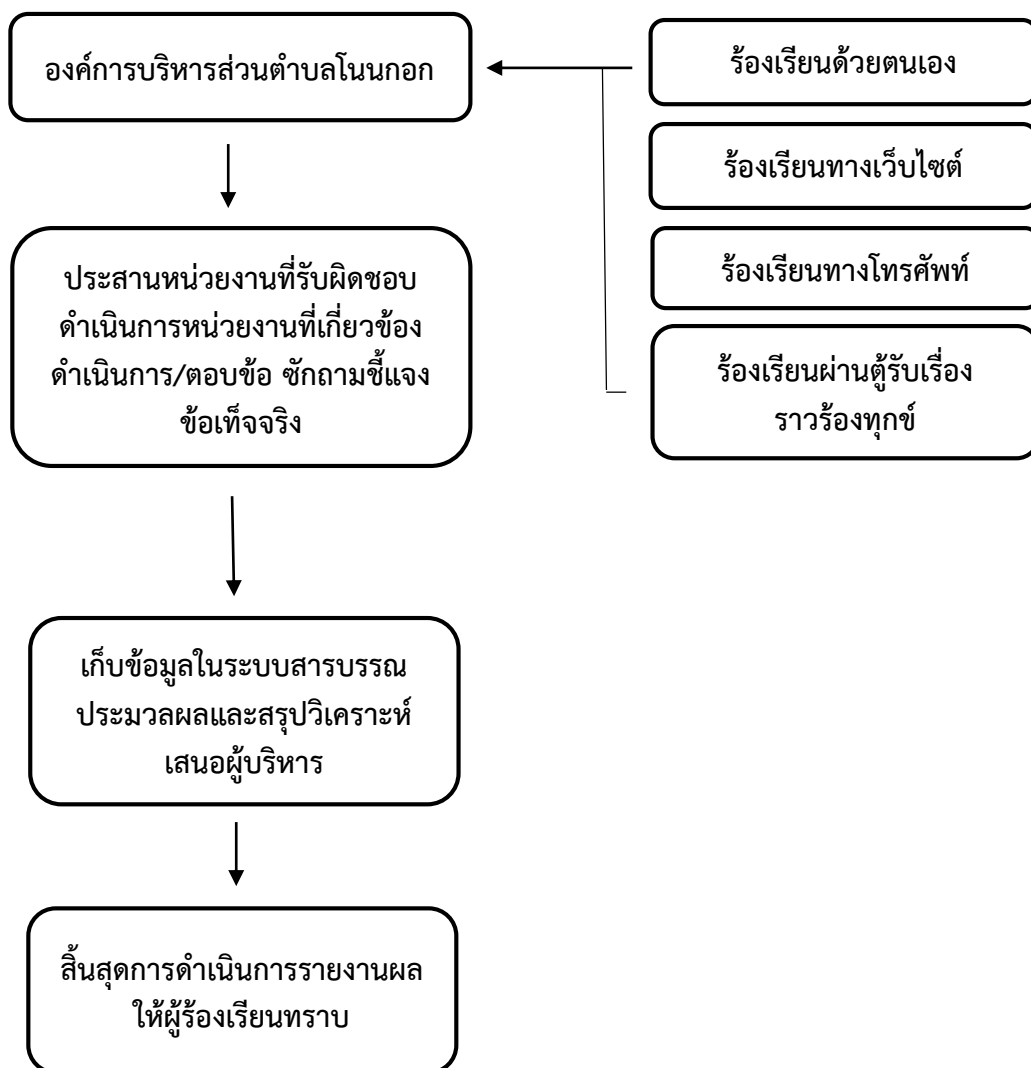 องค์การบริหารส่วนตำบลโนนกอก
ร้องเรียนด้วยตนเอง
ร้องเรียนทางเว็บไซต์
ร้องเรียนทางโทรศัพท์
ร้องเรียนผ่านตู้รับเรื่อง
ราวร้องทุกข์
ประสานหน่วยงานที่รับผิดชอบ
ดำเนินการหน่วยงานที่เกี่ยวข้อง
ดำเนินการ/ตอบข้อ ซักถามชี้แจง
ข้อเท็จจริง
เก็บข้อมูลในระบบสารบรรณ
ประมวลผลและสรุปวิเคราะห์
เสนอผู้บริหาร
สิ้นสุดการดำเนินการรายงานผล
ให้ผู้ร้องเรียนทราบ